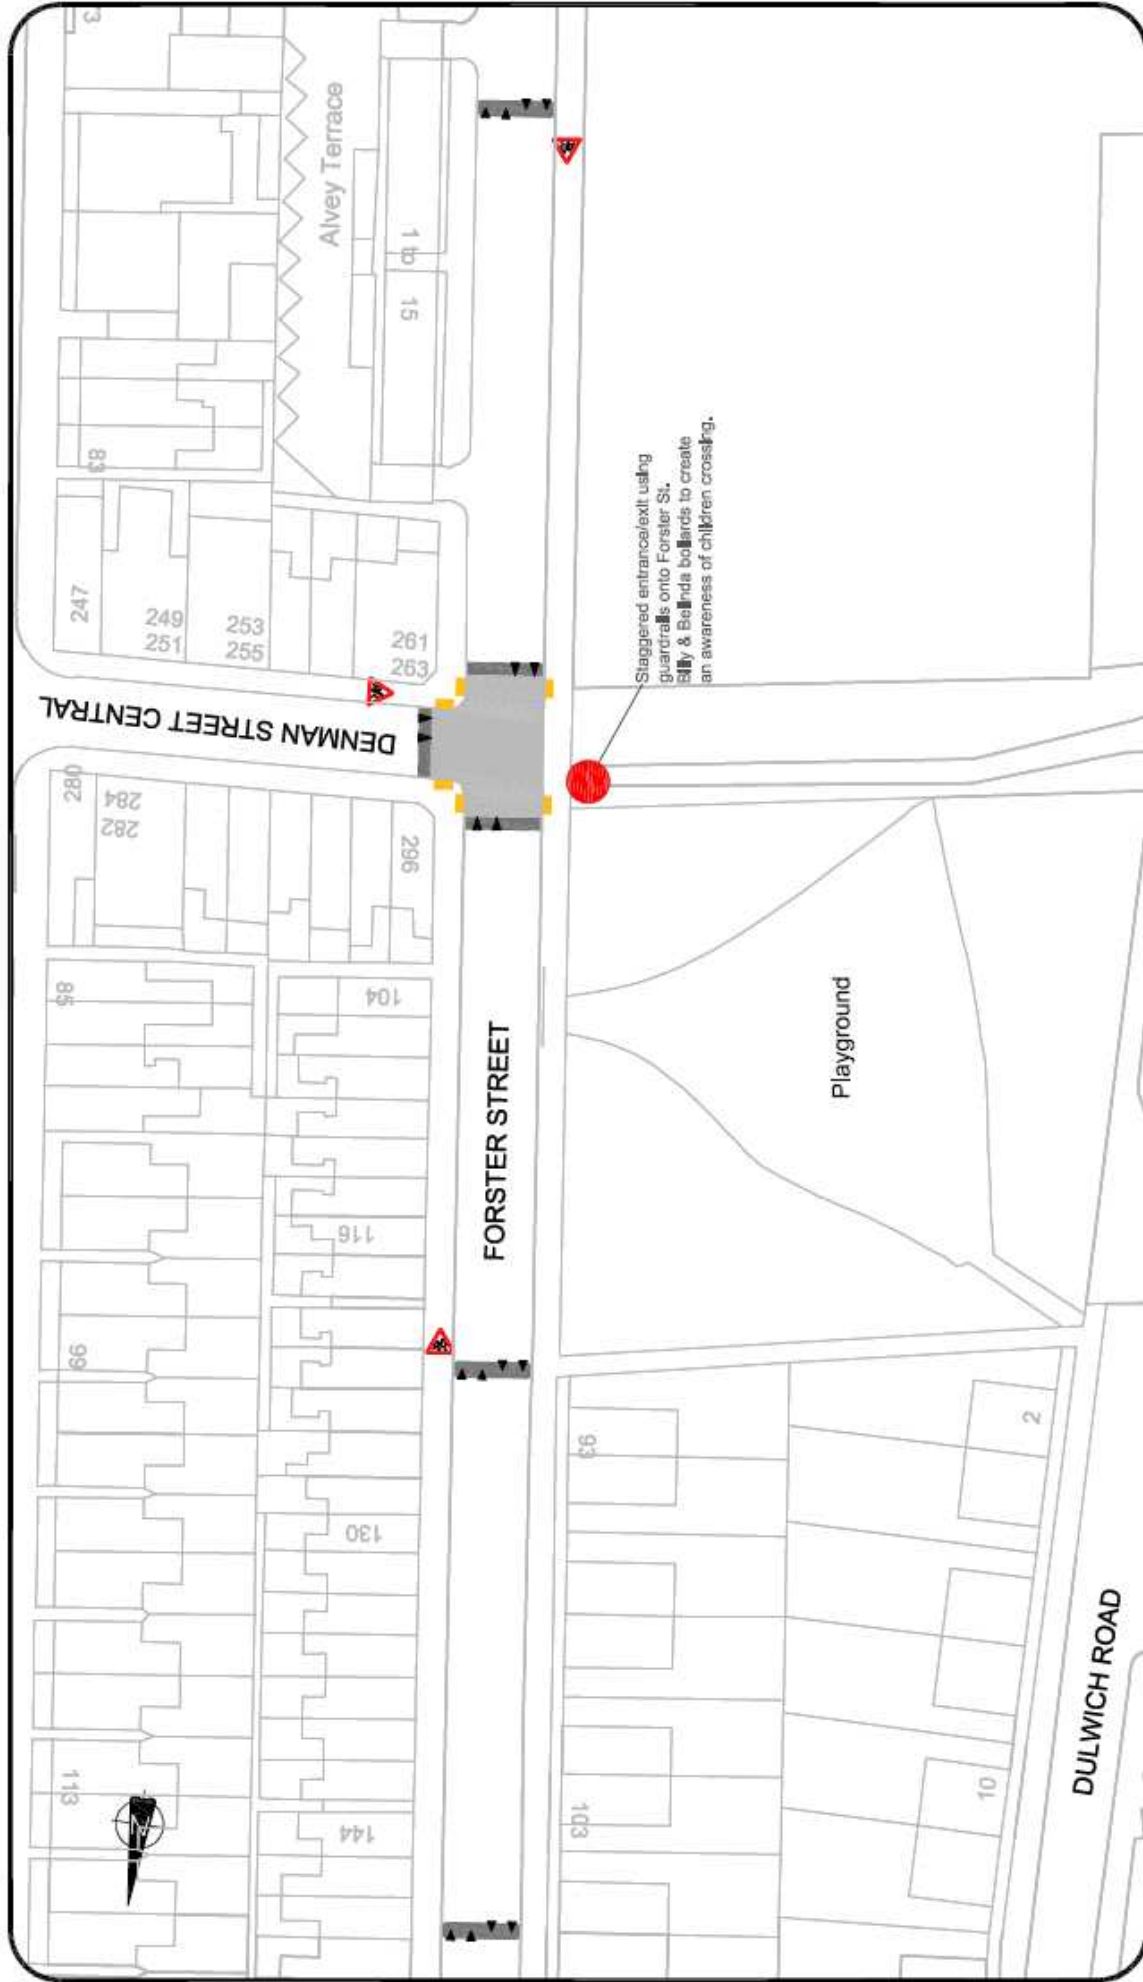 3
Alvey Terrace
1 to 15
83
247
249
251
253
255
261
263
DENMAN STREET CENTRAL
Staggered entrance/exit using
guardrails onto Forster St.
Billy & Belinda bollards to create
an awareness of children crossing.
280
284
282
296
85
104
FORSTER STREET
Playground
116
99
93
2
130
113
144
103
10
DULWICH ROAD
N